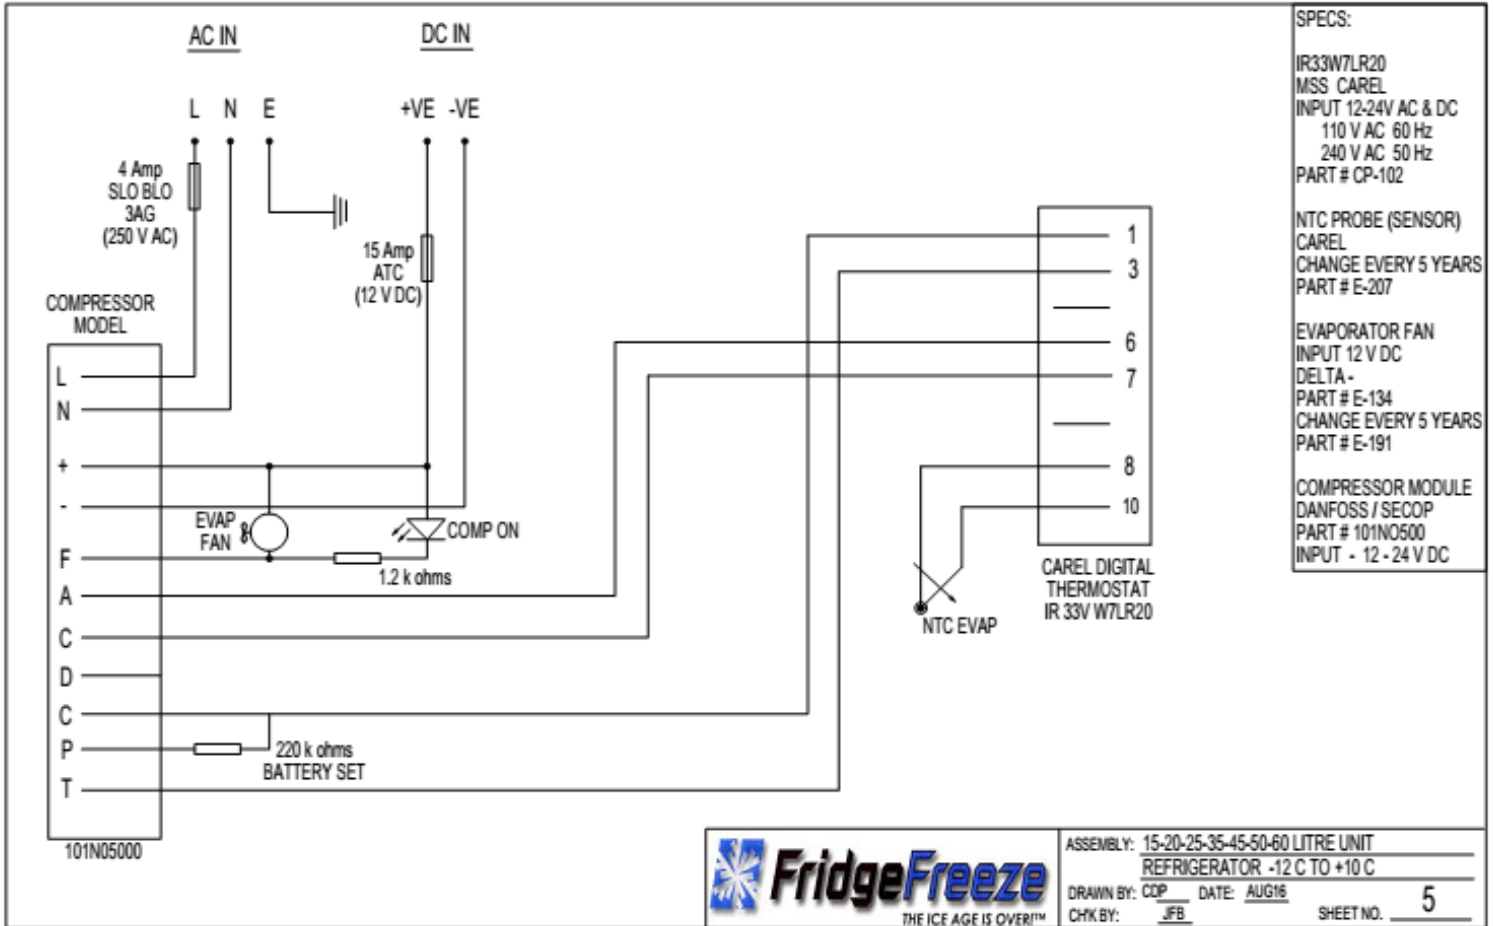 AC IN
DC IN
L N E
+VE -VE
4 Amp
SLO BLO
3AG
(250 V AC)
15 Amp
ATC
(12 V DC)
COMPRESSOR
MODEL
L
N
+
-
F
A
C
D
C
P
T
101N05000
EVAP
FAN
COMP ON
1.2 k ohms
220 k ohms
BATTERY SET
1
3
6
7
8
10
NTC EVAP
CAREL DIGITAL
THERMOSTAT
IR 33V W7LR20
SPECS:
IR33W7LR20
MSS CAREL
INPUT 12-24V AC & DC
110 V AC 60 Hz
240 V AC 50 Hz
PART # CP-102
NTC PROBE (SENSOR)
CAREL
CHANGE EVERY 5 YEARS
PART # E-207
EVAPORATOR FAN
INPUT 12 V DC
DELTA -
PART # E-134
CHANGE EVERY 5 YEARS
PART # E-191
COMPRESSOR MODULE
DANFOSS / SECOP
PART # 101NO500
INPUT - 12 - 24 V DC
FridgeFreeze
THE ICE AGE IS OVER!™
ASSEMBLY: 15-20-25-35-45-50-60 LITRE UNIT
REFRIGERATOR -12 C TO +10 C
DRAWN BY: CDP DATE: AUG16
CH'K BY: JFB SHEET NO. 5